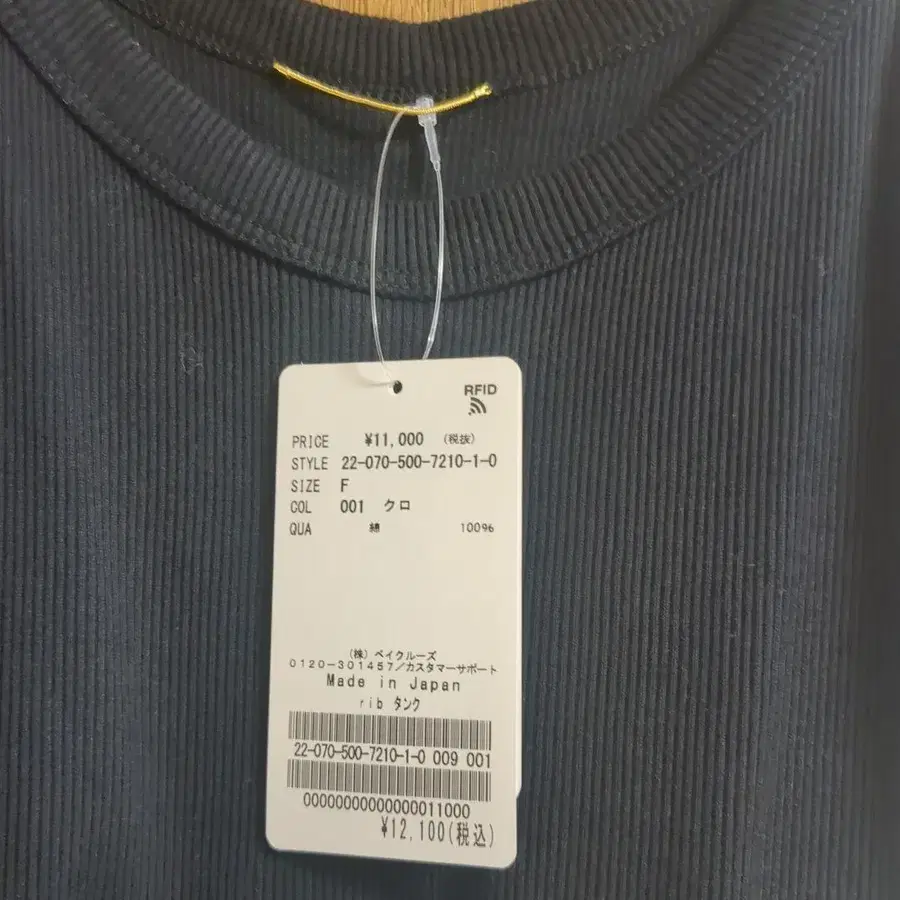 RFID
PRICE ¥11,000 (税抜)
STYLE 22-070-500-7210-1-0
SIZE F
COL 001 クロ
QUA 綿 100%
(株) ベイクルーズ
0120-301457/カスタマーサポート
Made in Japan
rib タンク
22-070-500-7210-1-0 009 001
00000000000000011000
¥12,100(税込)